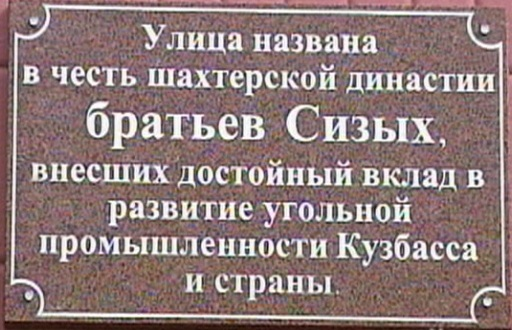 Улица названа
в честь шахтерской династии
братьев Сизых,
внесших достойный вклад в
развитие угольной
промышленности Кузбасса
и страны.